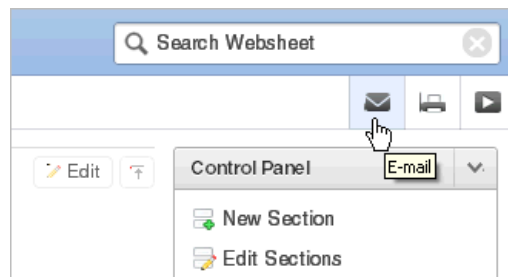 Search Websheet
Edit
Control Panel
E-mail
New Section
Edit Sections